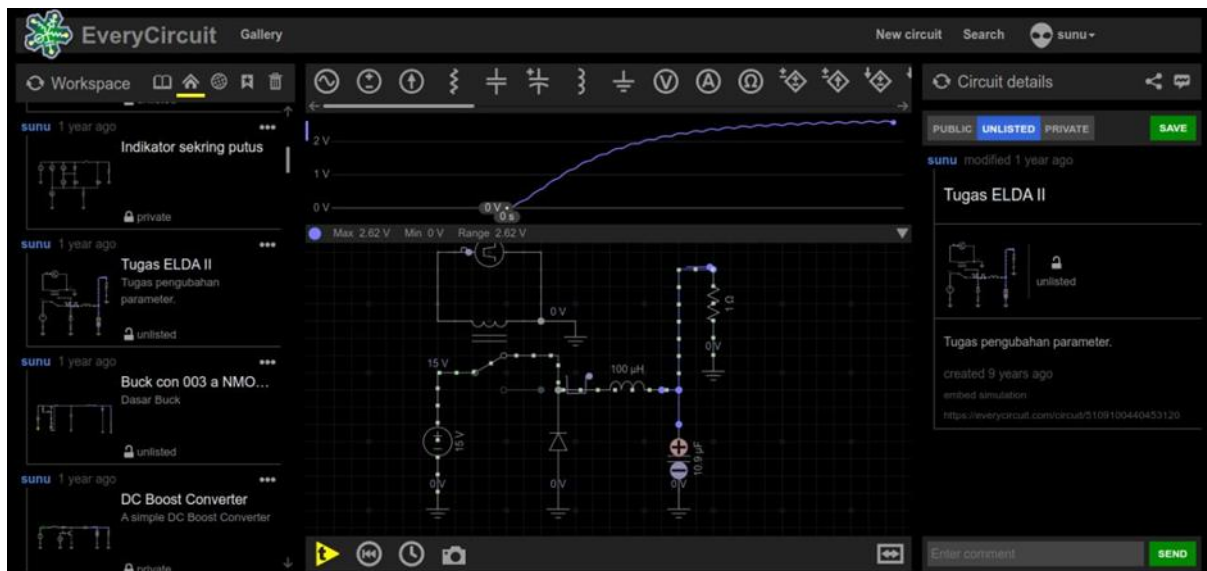 EveryCircuit Gallery
New circuit Search sunu
Workspace
sunu 1 year ago
Indikator sekring putus
private
sunu 1 year ago
Tugas ELDA II
Tugas pengubahan
parameter.
unlisted
sunu 1 year ago
Buck con 003 a NMO...
Dasar Buck
unlisted
sunu 1 year ago
DC Boost Converter
A simple DC Boost Converter
private
2 V
1 V
0 V
0 V
0 s
Max 2.62 V Min 0 V Range 2.62 V
0 V
1 Ω
0 V
15 V
100 µH
15 V
10.9 µF
0 V
0 V
0 V
t
Circuit details
PUBLIC UNLISTED PRIVATE SAVE
sunu modified 1 year ago
Tugas ELDA II
unlisted
Tugas pengubahan parameter.
created 9 years ago
embed simulation
https://everycircuit.com/circuit/5109100440453120
Enter comment SEND